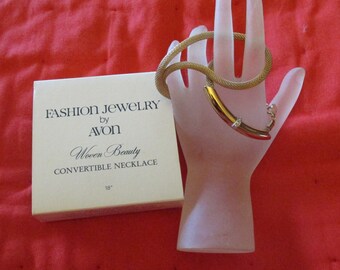 FASHION JEWELRY
by
AVON
Woven Beauty
CONVERTIBLE NECKLACE